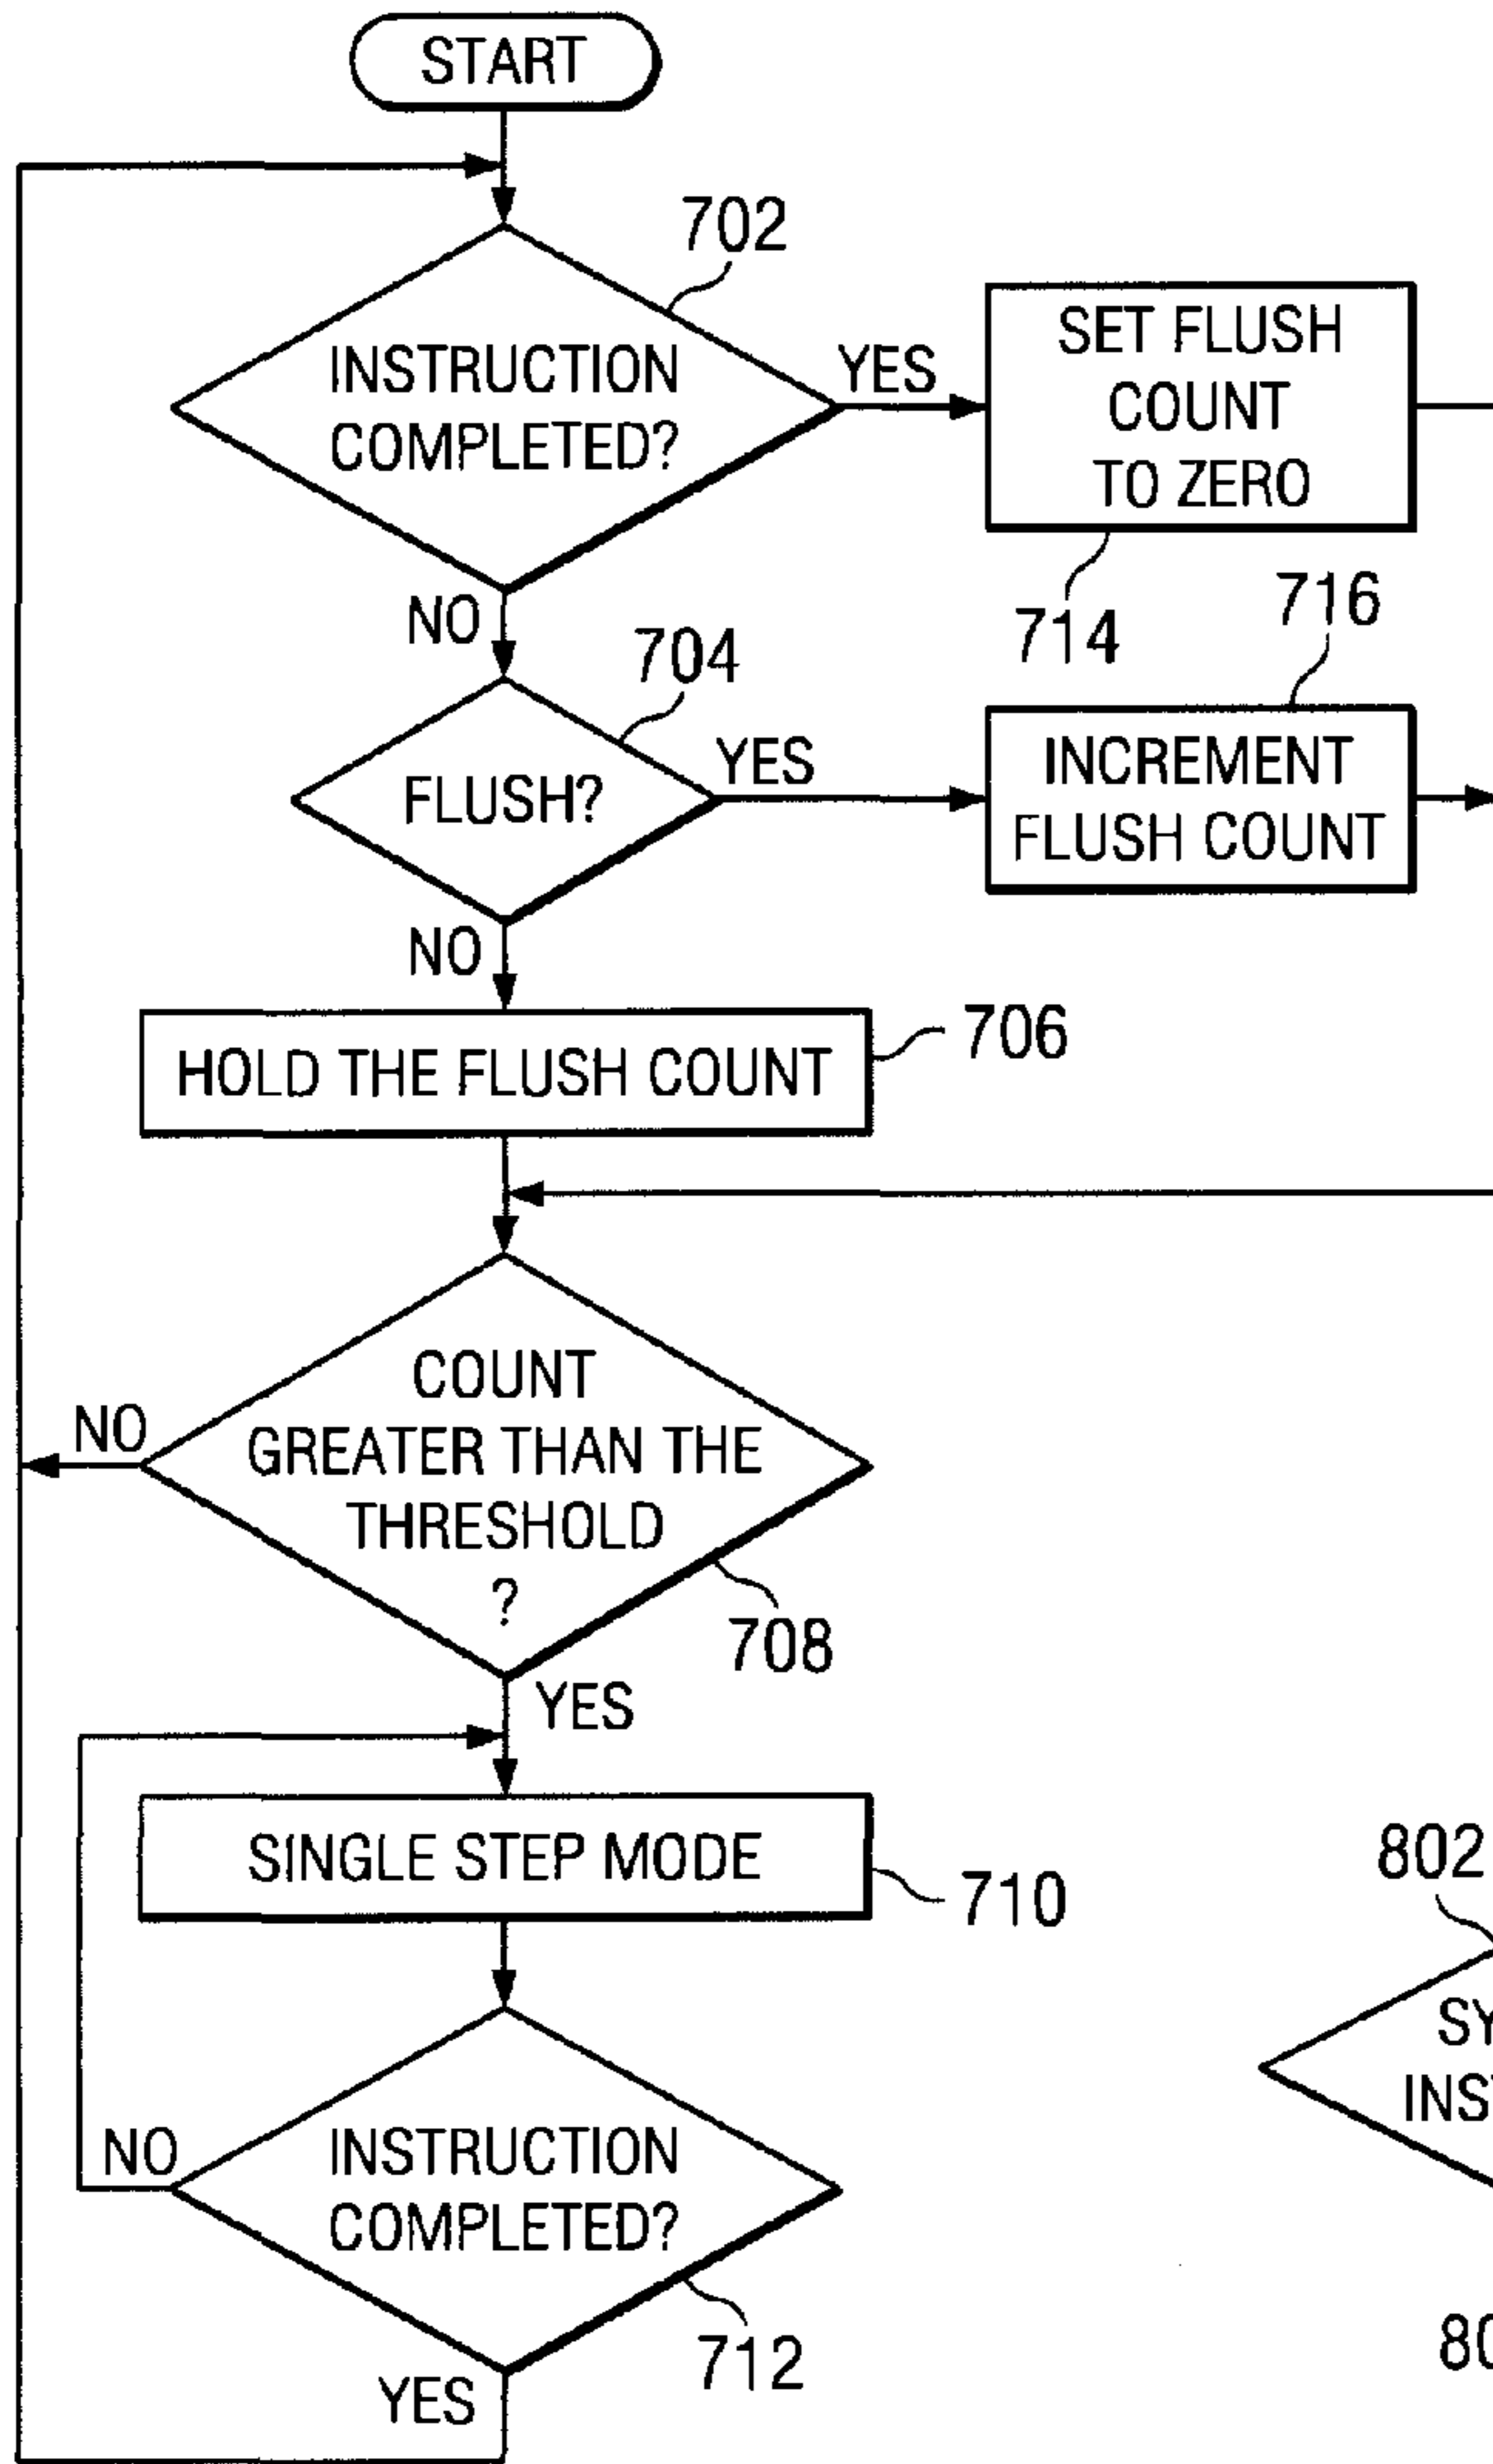 START
702
INSTRUCTION
COMPLETED?
YES
SET FLUSH
COUNT
TO ZERO
714
NO
704
FLUSH?
YES
716
INCREMENT
FLUSH COUNT
NO
HOLD THE FLUSH COUNT
706
COUNT
GREATER THAN THE
THRESHOLD
?
NO
708
YES
SINGLE STEP MODE
710
INSTRUCTION
COMPLETED?
NO
712
YES
802